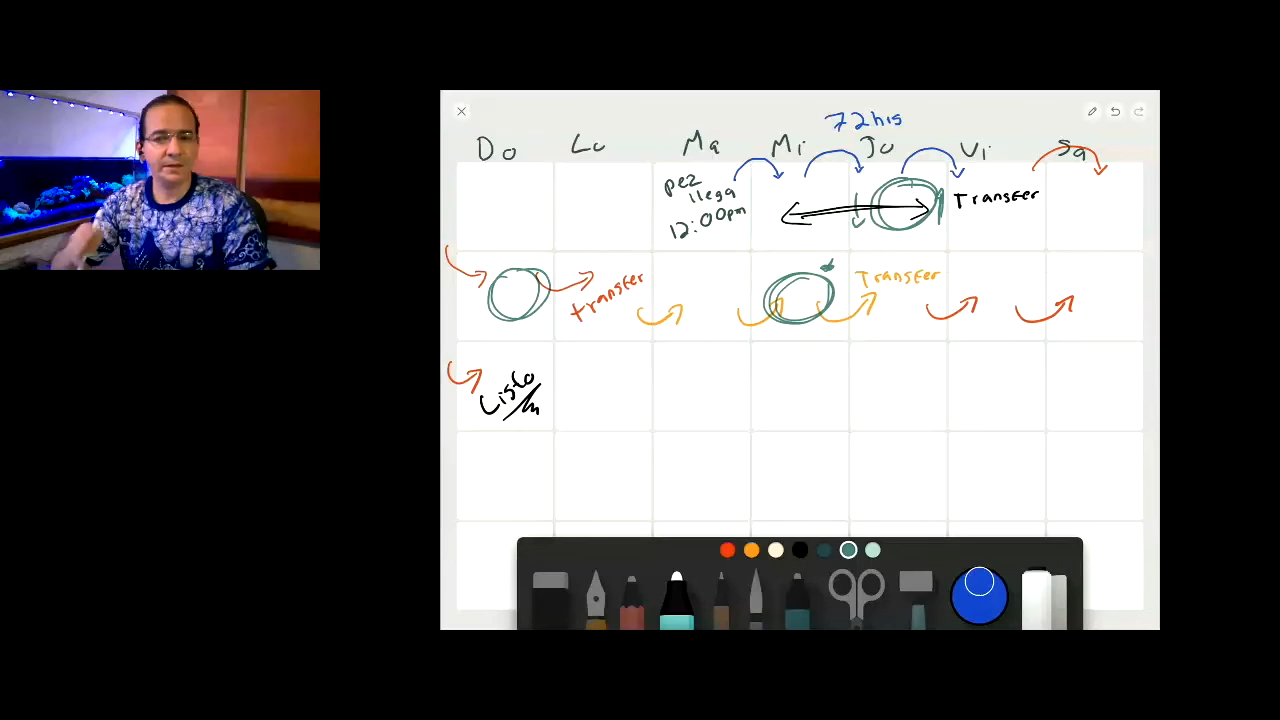 72hrs
Do Lu Ma Mi Ju Vi Sa
pez
llega
12:00pm
Transfer
transfer
Transfer
Listo